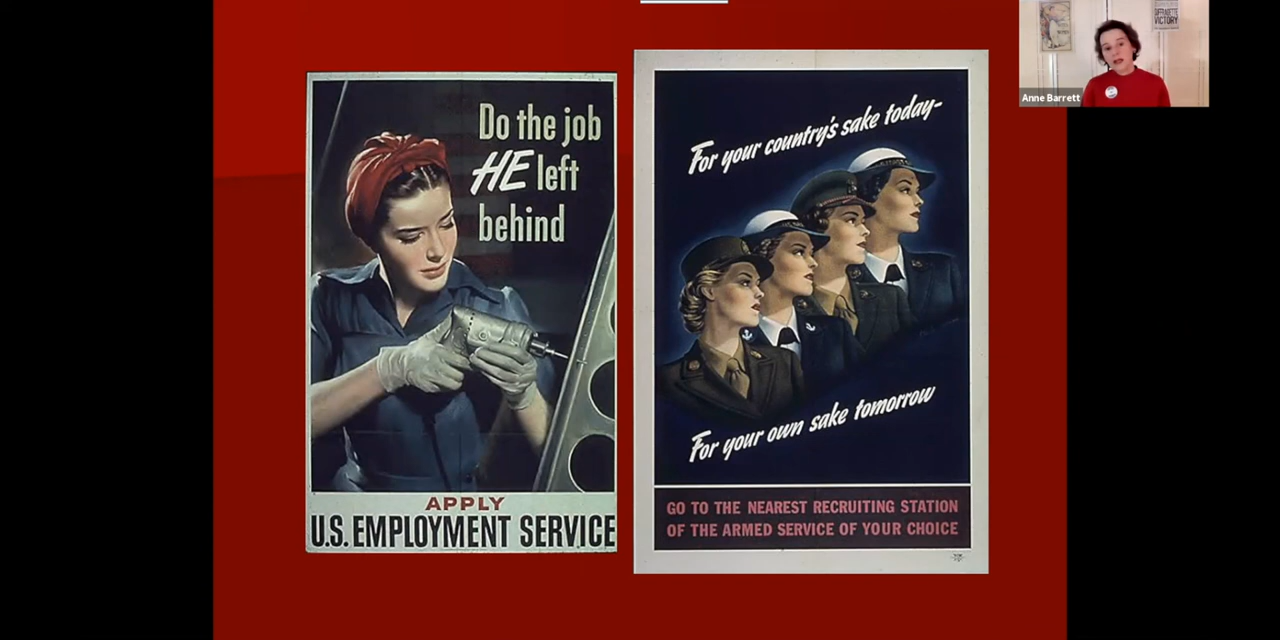 Do the job
HE left
behind
APPLY
U.S. EMPLOYMENT SERVICE
For your country's sake today-
For your own sake tomorrow
GO TO THE NEAREST RECRUITING STATION
OF THE ARMED SERVICE OF YOUR CHOICE
VICTORY
Anne Barrett